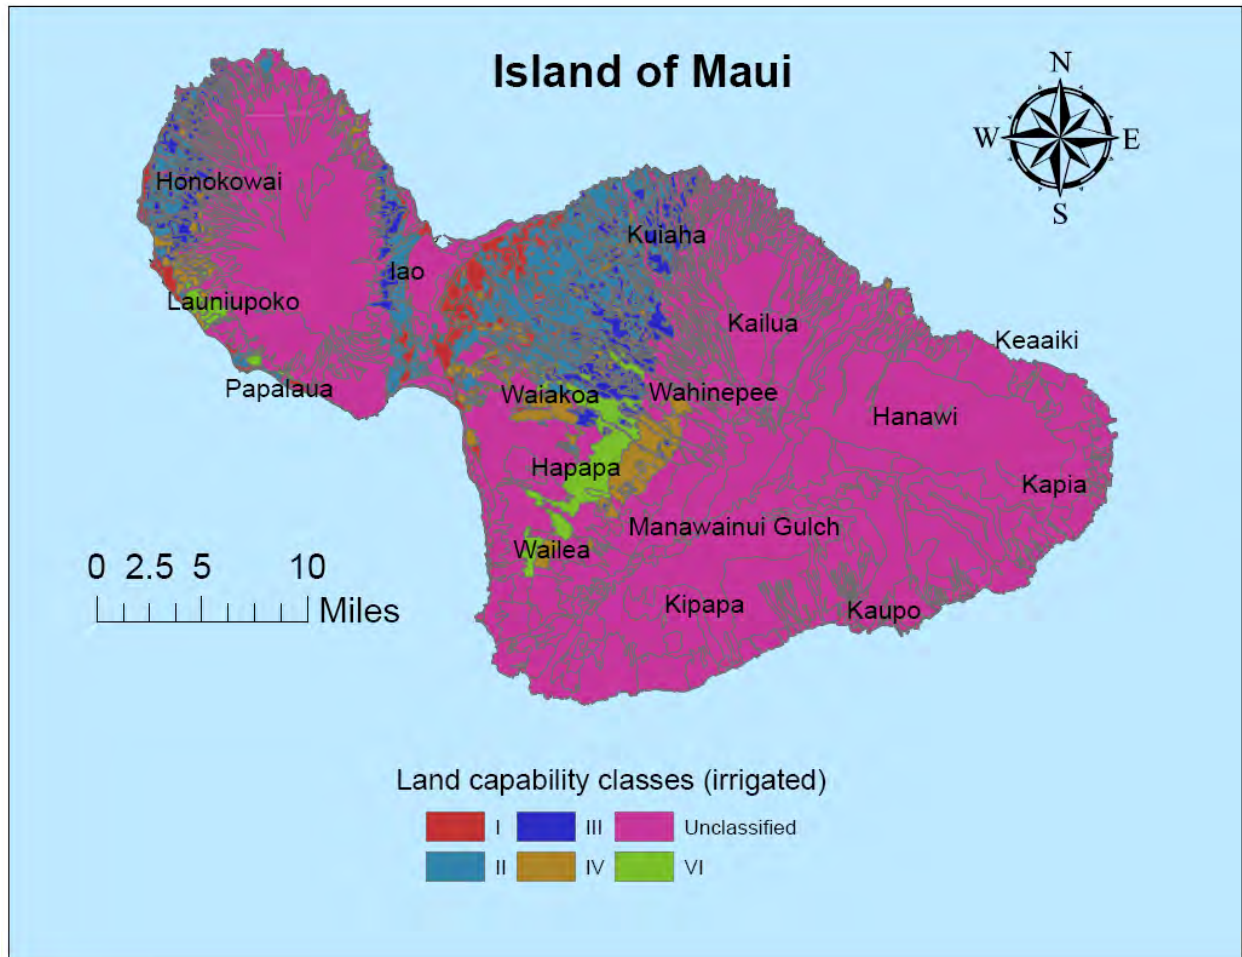 Island of Maui
N
W E
S
Honokowai
Kuiaha
Iao
Launiupoko
Kailua
Keaaiki
Papalaua
Waiakoa
Wahinepee
Hanawi
Hapapa
Kapia
Manawainui Gulch
Wailea
Kipapa
Kaupo
0 2.5 5 10
Miles
Land capability classes (irrigated)
I III Unclassified
II IV VI